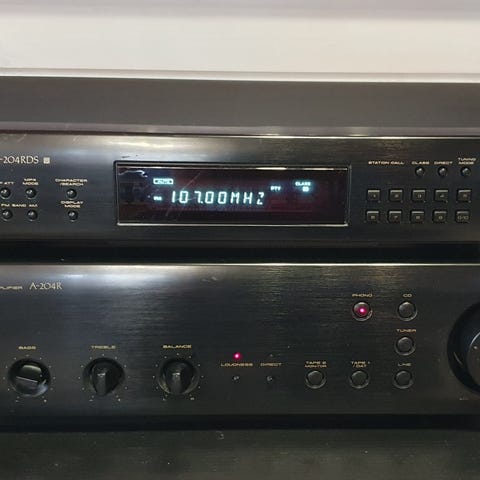 -204RDS
STATION CALL CLASS DIRECT TUNING MODE
MPX MODE CHARACTER /SEARCH
DISPLAY MODE
FM BAND AM
107.00MHZ
PTY CLASS
A-204R
PHONO CD
TUNER
BASS TREBLE BALANCE
LOUDNESS DIRECT TAPE 2 MONITOR TAPE 1 /DAT LINE